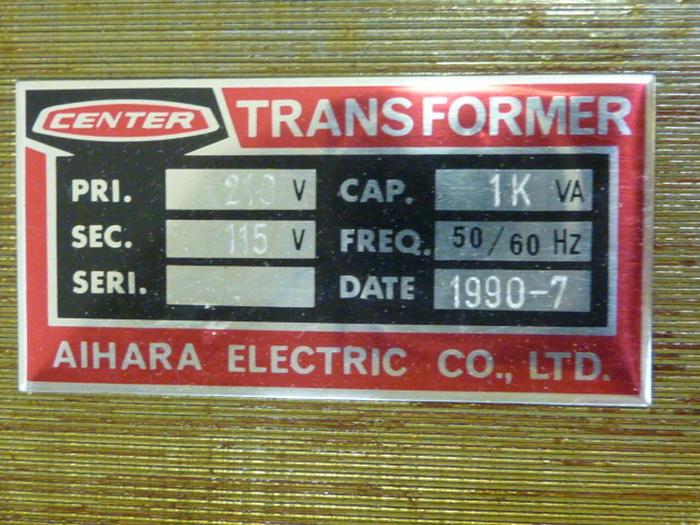 CENTER TRANSFORMER
PRI. 210 V CAP. 1K VA
SEC. 115 V FREQ. 50/60 Hz
SERI. DATE 1990-7
AIHARA ELECTRIC CO., LTD.